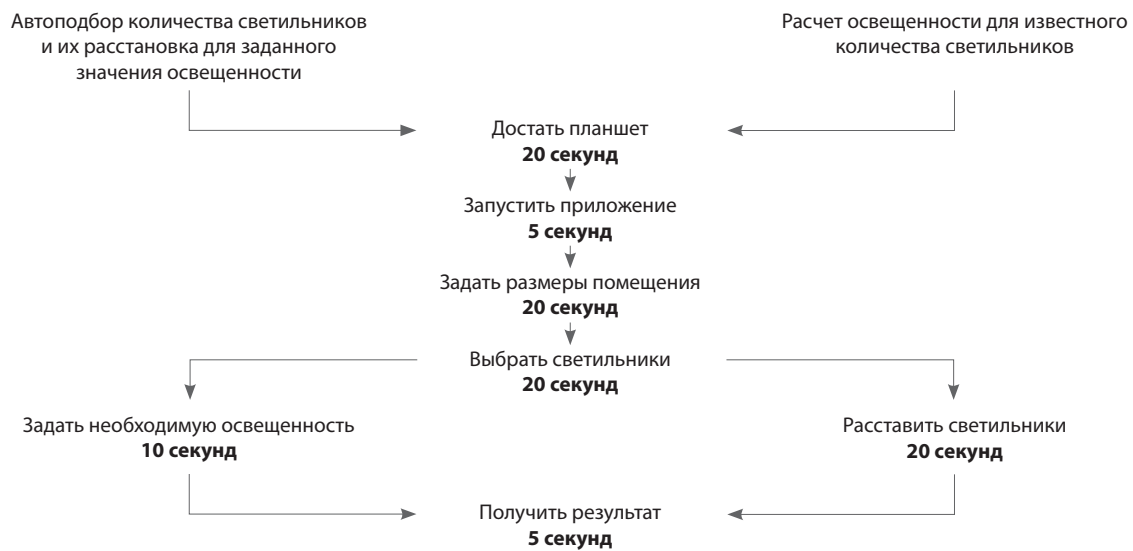 Автоподбор количества светильников
и их расстановка для заданного
значения освещенности
Расчет освещенности для известного
количества светильников
Достать планшет
20 секунд
Запустить приложение
5 секунд
Задать размеры помещения
20 секунд
Выбрать светильники
20 секунд
Задать необходимую освещенность
10 секунд
Расставить светильники
20 секунд
Получить результат
5 секунд